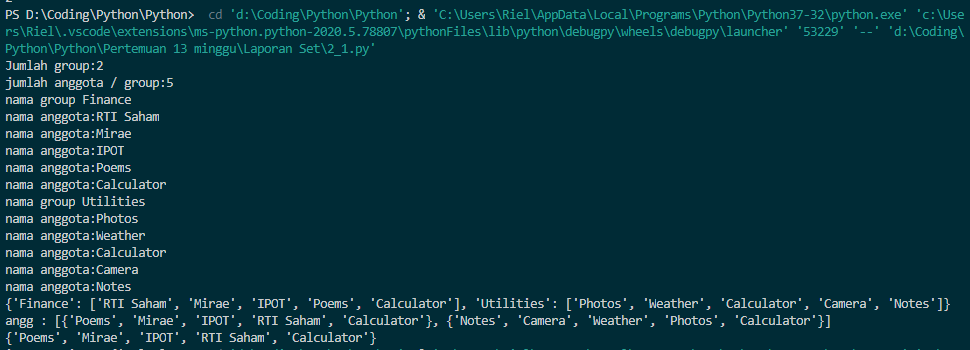 PS D:\Coding\Python\Python>  cd 'd:\Coding\Python\Python'; & 'C:\Users\Riel\AppData\Local\Programs\Python\Python37-32\python.exe' 'c:\Use
rs\Riel\.vscode\extensions\ms-python.python-2020.5.78807\pythonFiles\lib\python\debugpy\wheels\debugpy\launcher' '53229' '--' 'd:\Coding\
Python\Python\Pertemuan 13 minggu\Laporan Set\2_1.py'
Jumlah group:2
jumlah anggota / group:5
nama group Finance
nama anggota:RTI Saham
nama anggota:Mirae
nama anggota:IPOT
nama anggota:Poems
nama anggota:Calculator
nama group Utilities
nama anggota:Photos
nama anggota:Weather
nama anggota:Calculator
nama anggota:Camera
nama anggota:Notes
{'Finance': ['RTI Saham', 'Mirae', 'IPOT', 'Poems', 'Calculator'], 'Utilities': ['Photos', 'Weather', 'Calculator', 'Camera', 'Notes']}
angg : [{'Poems', 'Mirae', 'IPOT', 'RTI Saham', 'Calculator'}, {'Notes', 'Camera', 'Weather', 'Photos', 'Calculator'}]
{'Poems', 'Mirae', 'IPOT', 'RTI Saham', 'Calculator'}